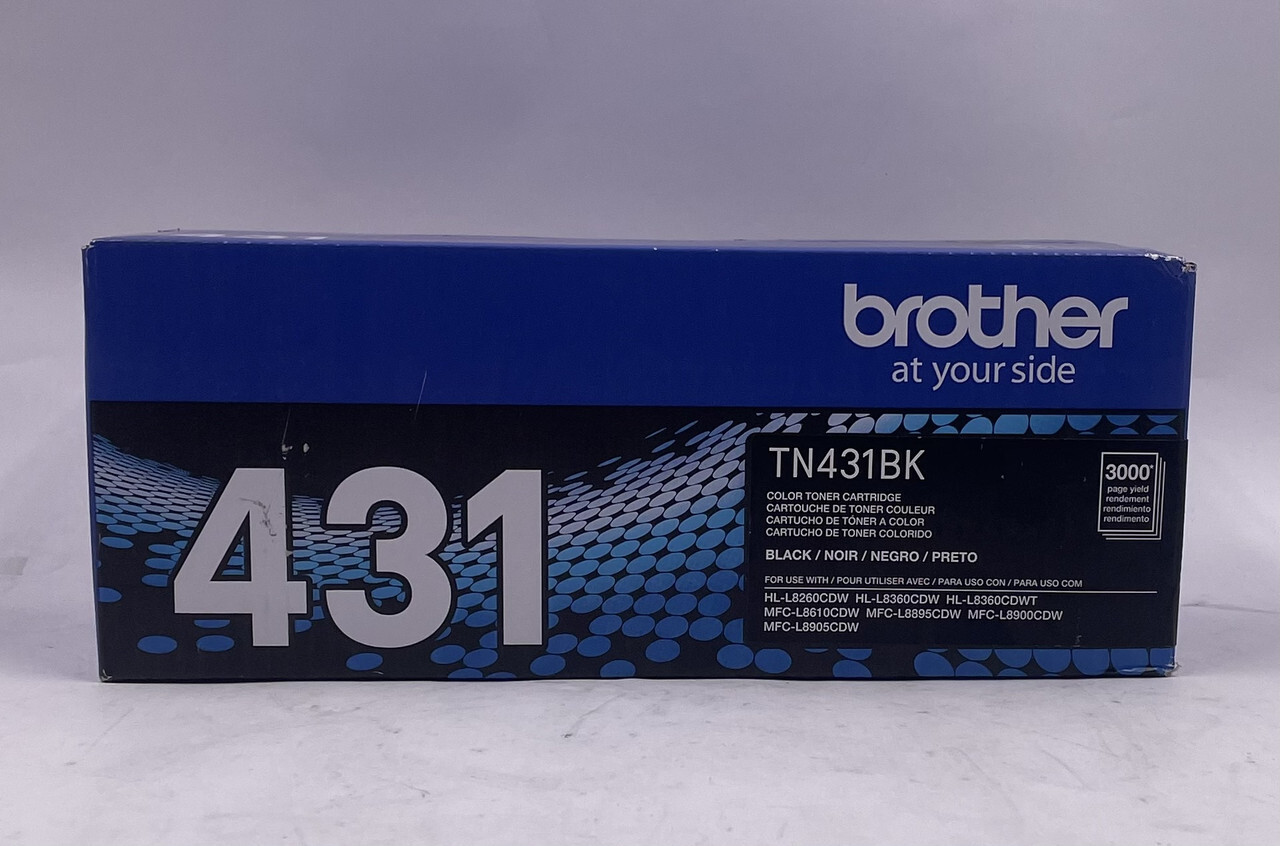 brother
at your side
431
TN431BK
COLOR TONER CARTRIDGE
CARTOUCHE DE TONER COULEUR
CARTUCHO DE TÓNER A COLOR
CARTUCHO DE TONER COLORIDO
BLACK / NOIR / NEGRO / PRETO
3000*
page yield
rendement
rendimiento
rendimento
FOR USE WITH / POUR UTILISER AVEC / PARA USO CON / PARA USO COM
HL-L8260CDW HL-L8360CDW HL-L8360CDWT
MFC-L8610CDW MFC-L8895CDW MFC-L8900CDW
MFC-L8905CDW